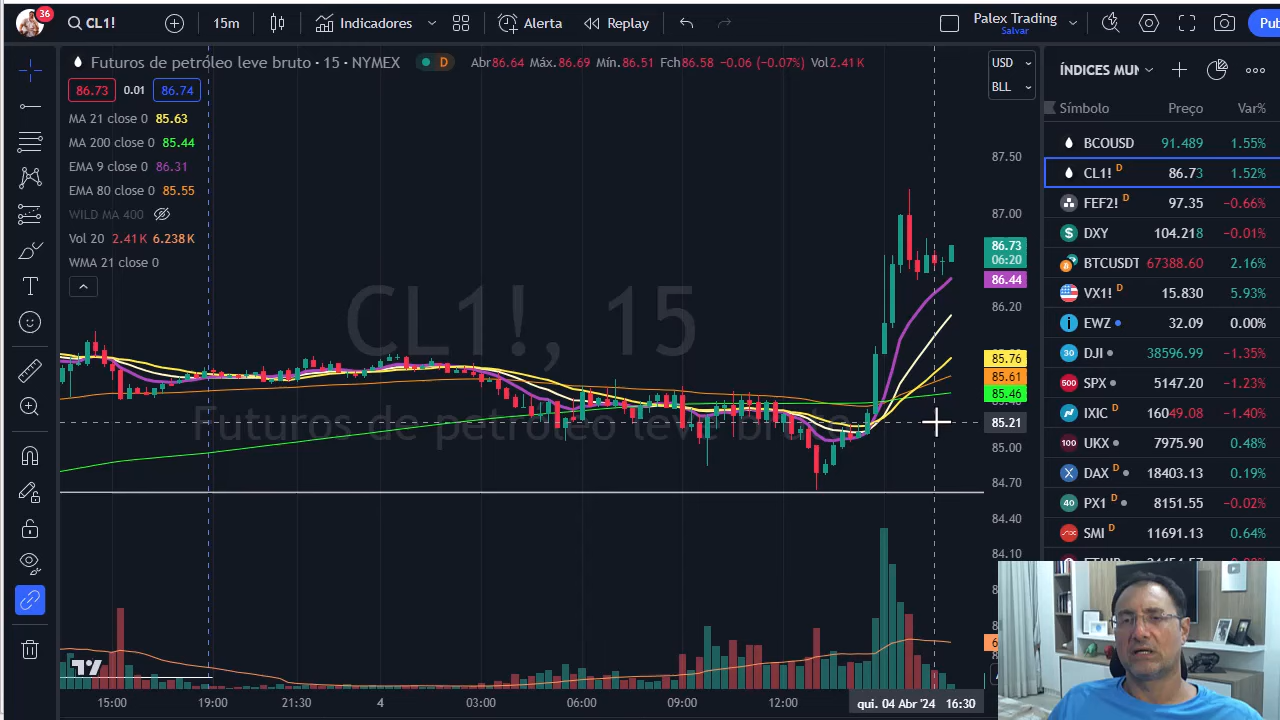 36
CL1!
15m
Indicadores
Alerta
Replay
Palex Trading
Salvar
Pub
Futuros de petróleo leve bruto · 15 · NYMEX
D
Abr86.64 Máx.86.69 Mín.86.51 Fch86.58 −0.06 (−0.07%) Vol2.41 K
86.73
0.01
86.74
MA 21 close 0 85.63
MA 200 close 0 85.44
EMA 9 close 0 86.31
EMA 80 close 0 85.55
WILD MA 400
Vol 20 2.41 K 6.238 K
WMA 21 close 0
CL1!, 15
Futuros de petróleo leve bruto
USD
BLL
87.50
87.00
86.73
06:20
86.44
86.20
85.76
85.61
85.46
85.21
85.00
84.70
84.40
84.10
15:00 19:00 21:30 4 03:00 06:00 09:00 12:00 qui. 04 Abr '24 16:30
ÍNDICES MUN
Símbolo Preço Var%
BCOUSD 91.489 1.55%
CL1! D 86.73 1.52%
FEF2! D 97.35 −0.66%
DXY 104.218 −0.01%
BTCUSDT 67388.60 2.16%
VX1! D 15.830 5.93%
EWZ 32.09 0.00%
30 DJI 38596.99 −1.35%
500 SPX 5147.20 −1.23%
IXIC 16049.08 −1.40%
100 UKX 7975.90 0.48%
DAX D 18403.13 0.19%
40 PX1 D 8151.55 −0.02%
SMI D 11691.13 0.64%